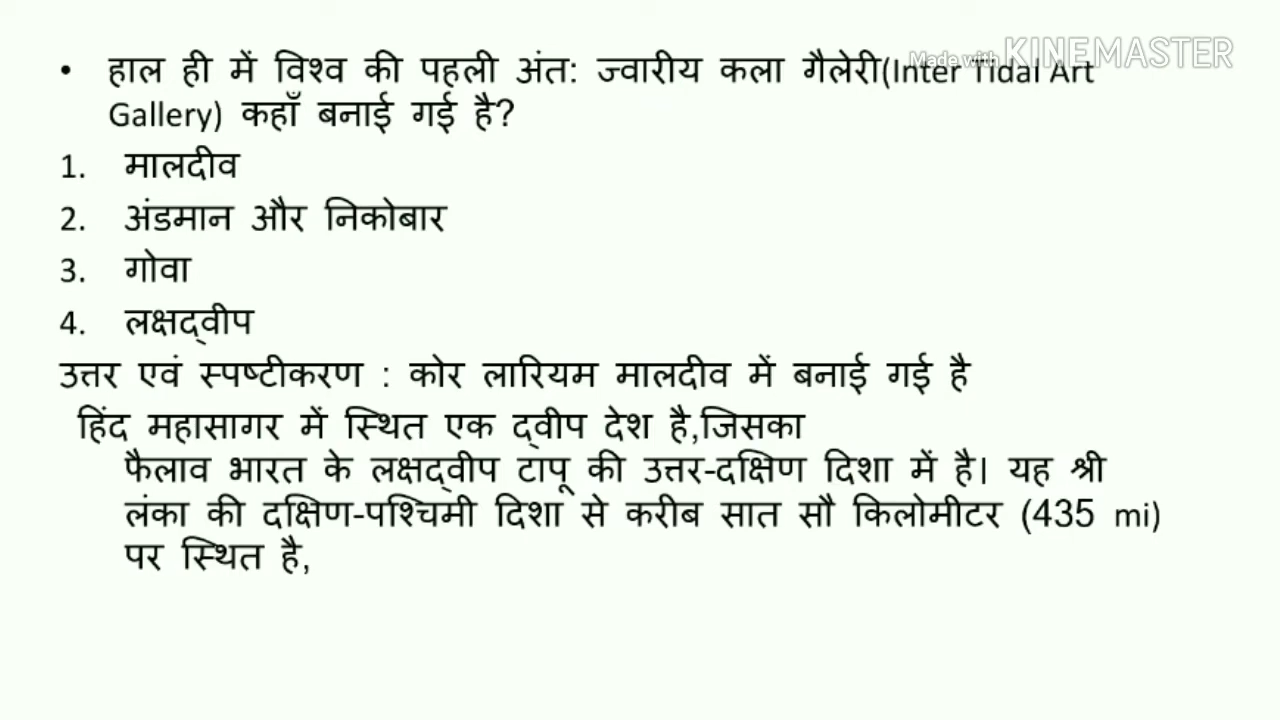 Made with KINEMASTER
• हाल ही में विश्व की पहली अंत: ज्वारीय कला गैलेरी(Inter Tidal Art
Gallery) कहाँ बनाई गई है?
1. मालदीव
2. अंडमान और निकोबार
3. गोवा
4. लक्षद्वीप
उत्तर एवं स्पष्टीकरण : कोर लारियम मालदीव में बनाई गई है
हिंद महासागर में स्थित एक द्वीप देश है,जिसका
फैलाव भारत के लक्षद्वीप टापू की उत्तर-दक्षिण दिशा में है। यह श्री
लंका की दक्षिण-पश्चिमी दिशा से करीब सात सौ किलोमीटर (435 mi)
पर स्थित है,